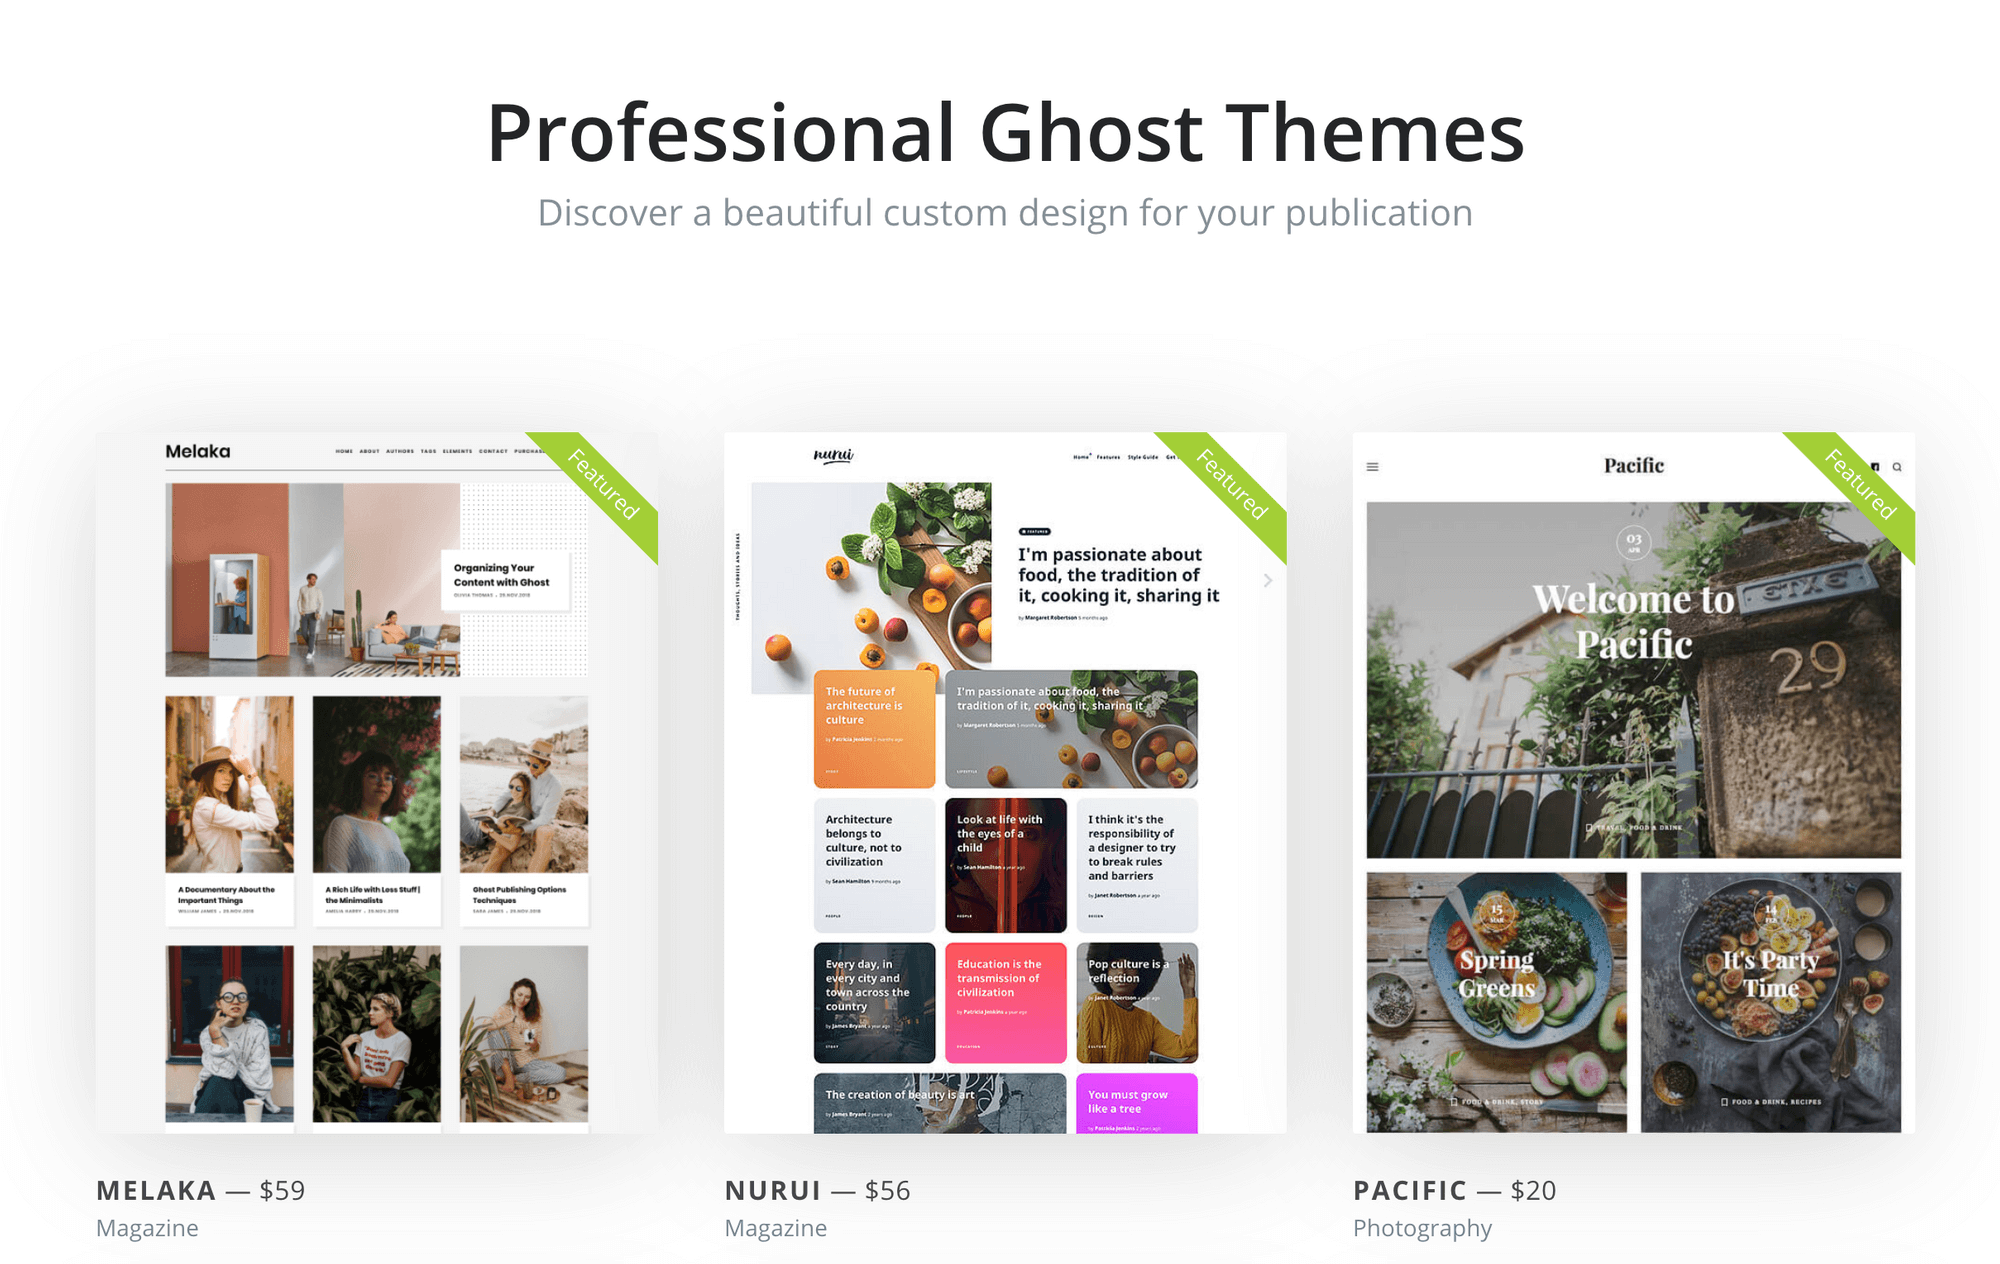 Professional Ghost Themes
Discover a beautiful custom design for your publication
Melaka
HOME ABOUT AUTHORS TAGS ELEMENTS CONTACT
Featured
Organizing Your
Content with Ghost
OLIVIA THOMAS • 29.NOV.2018
A Documentary About the
Important Things
WILLIAM JAMES • 29.NOV.2018
A Rich Life with Less Stuff |
the Minimalists
AMELIA HARRY • 29.NOV.2018
Ghost Publishing Options
Techniques
SARA JAMES • 29.NOV.2018
MELAKA — $59
Magazine
nurui
Home Features Style Guide Get
Featured
THOUGHTS, STORIES AND IDEAS
FEATURED
I'm passionate about
food, the tradition of
it, cooking it, sharing it
by Margaret Robertson 5 months ago
The future of
architecture is
culture
by Patricia Jenkins 2 months ago
STORY
I'm passionate about food, the
tradition of it, cooking it, sharing it
by Margaret Robertson 5 months ago
LIFESTYLE
Architecture
belongs to
culture, not to
civilization
by Sean Hamilton 9 months ago
PEOPLE
Look at life with
the eyes of a
child
by Sean Hamilton a year ago
PEOPLE
I think it's the
responsibility of
a designer to try
to break rules
and barriers
by Janet Robertson a year ago
DESIGN
Every day, in
every city and
town across the
country
by James Bryant a year ago
STORY
Education is the
transmission of
civilization
by Patricia Jenkins a year ago
EDUCATION
Pop culture is a
reflection
by Janet Robertson a year ago
CULTURE
The creation of beauty is art
by James Bryant 2 years ago
You must grow
like a tree
by Patricia Jenkins 2 years ago
NURUI — $56
Magazine
Pacific
Featured
03
APR
Welcome to
Pacific
ETXE
29
TRAVEL, FOOD & DRINK
15
MAR
Spring
Greens
FOOD & DRINK, STORY
14
FEB
It's Party
Time
FOOD & DRINK, RECIPES
PACIFIC — $20
Photography